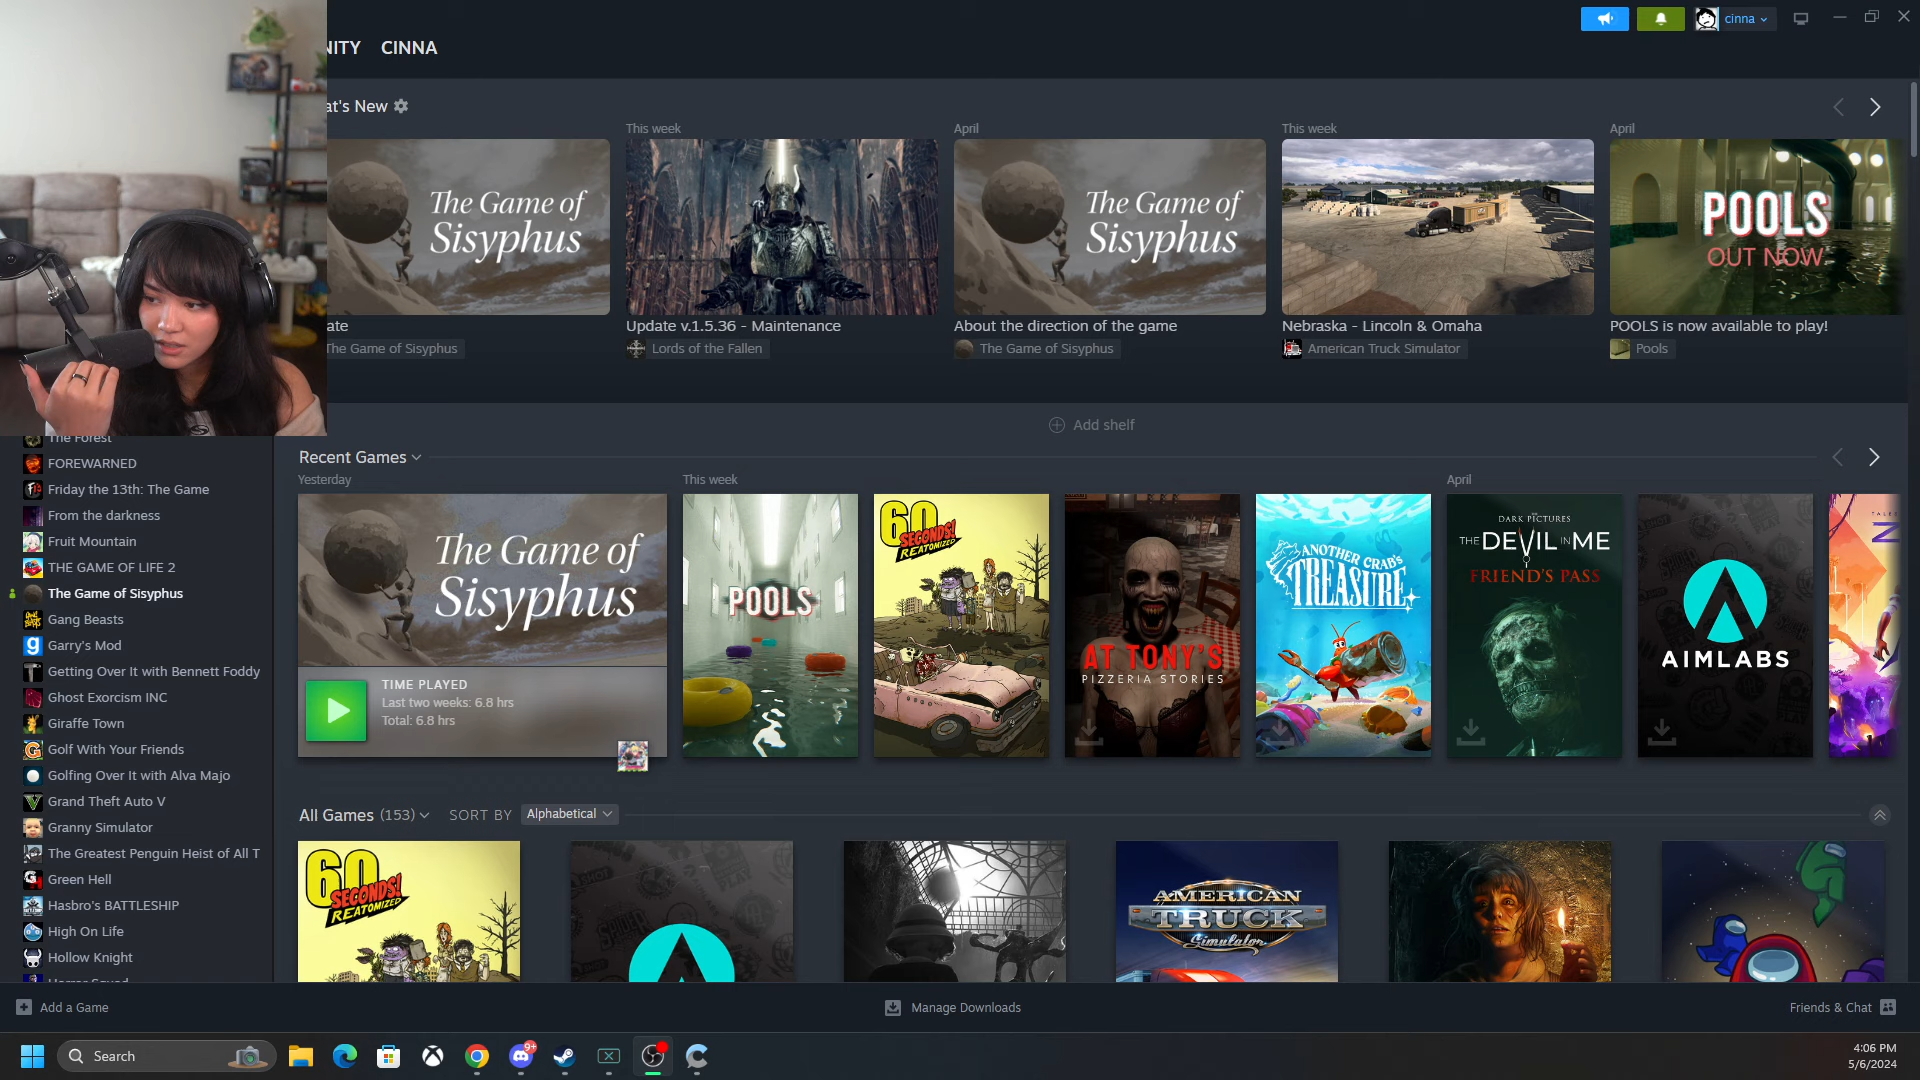 cinna
CINNA
at's New
The Game of
Sisyphus
ate
The Game of Sisyphus
This week
Update v.1.5.36 - Maintenance
Lords of the Fallen
April
The Game of
Sisyphus
About the direction of the game
The Game of Sisyphus
This week
Nebraska - Lincoln & Omaha
American Truck Simulator
April
POOLS
OUT NOW
POOLS is now available to play!
Pools
Add shelf
The Forest
FOREWARNED
Friday the 13th: The Game
From the darkness
Fruit Mountain
THE GAME OF LIFE 2
The Game of Sisyphus
Gang Beasts
Garry's Mod
Getting Over It with Bennett Foddy
Ghost Exorcism INC
Giraffe Town
Golf With Your Friends
Golfing Over It with Alva Majo
Grand Theft Auto V
Granny Simulator
The Greatest Penguin Heist of All T
Green Hell
Hasbro's BATTLESHIP
High On Life
Hollow Knight
Recent Games
Yesterday
The Game of
Sisyphus
TIME PLAYED
Last two weeks: 6.8 hrs
Total: 6.8 hrs
This week
POOLS
60
SECONDS!
REATOMIZED
AT TONY'S
PIZZERIA STORIES
ANOTHER CRAB'S
TREASURE
April
DARK PICTURES
THE DEVIL IN ME
FRIEND'S PASS
AIMLABS
All Games (153)
SORT BY Alphabetical
60
SECONDS!
REATOMIZED
AMERICAN
TRUCK
Simulator
Add a Game
Manage Downloads
Friends & Chat
Search
9+
4:06 PM
5/6/2024